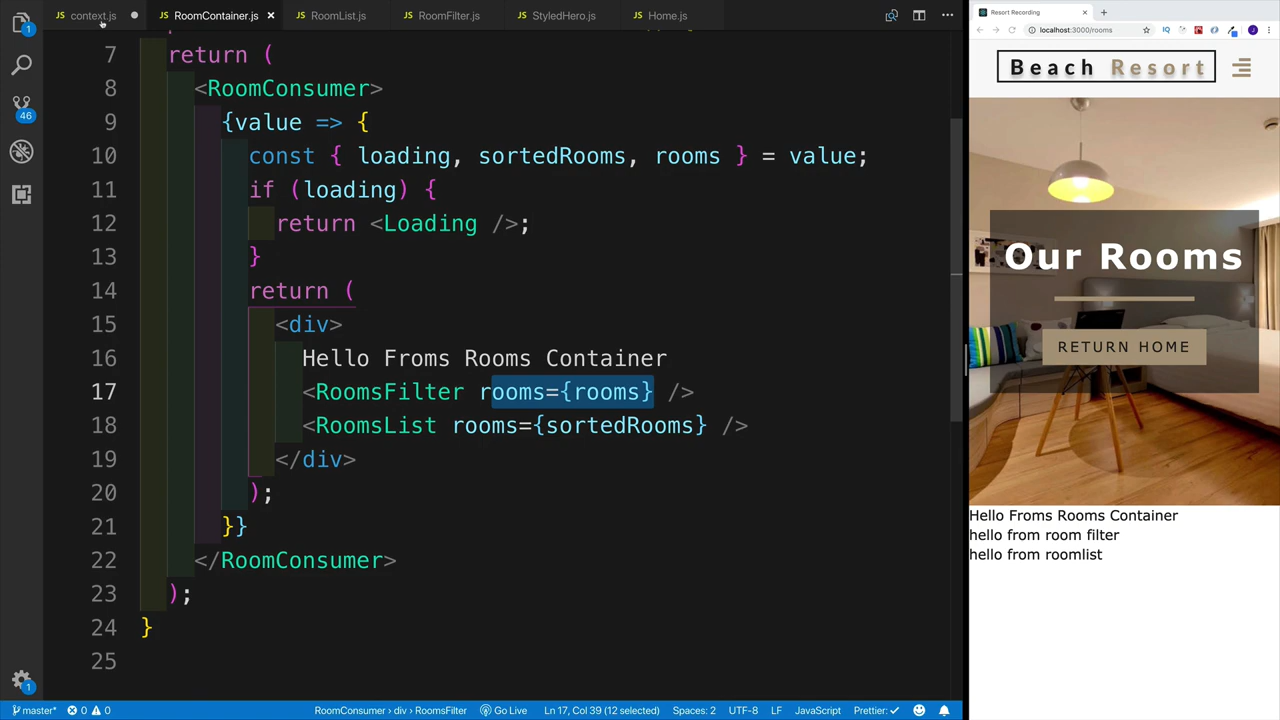 context.js
RoomContainer.js
RoomList.js
RoomFilter.js
StyledHero.js
Home.js
7 return (
8 <RoomConsumer>
9 {value => {
10 const { loading, sortedRooms, rooms } = value;
11 if (loading) {
12 return <Loading />;
13 }
14 return (
15 <div>
16 Hello Froms Rooms Container
17 <RoomsFilter rooms={rooms} />
18 <RoomsList rooms={sortedRooms} />
19 </div>
20 );
21 }}
22 </RoomConsumer>
23 );
24 }
25
1
46
1
master*
0 0
RoomConsumer › div › RoomsFilter
Go Live
Ln 17, Col 39 (12 selected)
Spaces: 2
UTF-8
LF
JavaScript
Prettier: ✓
Resort Recording
localhost:3000/rooms
Beach Resort
Our Rooms
RETURN HOME
Hello Froms Rooms Container
hello from room filter
hello from roomlist